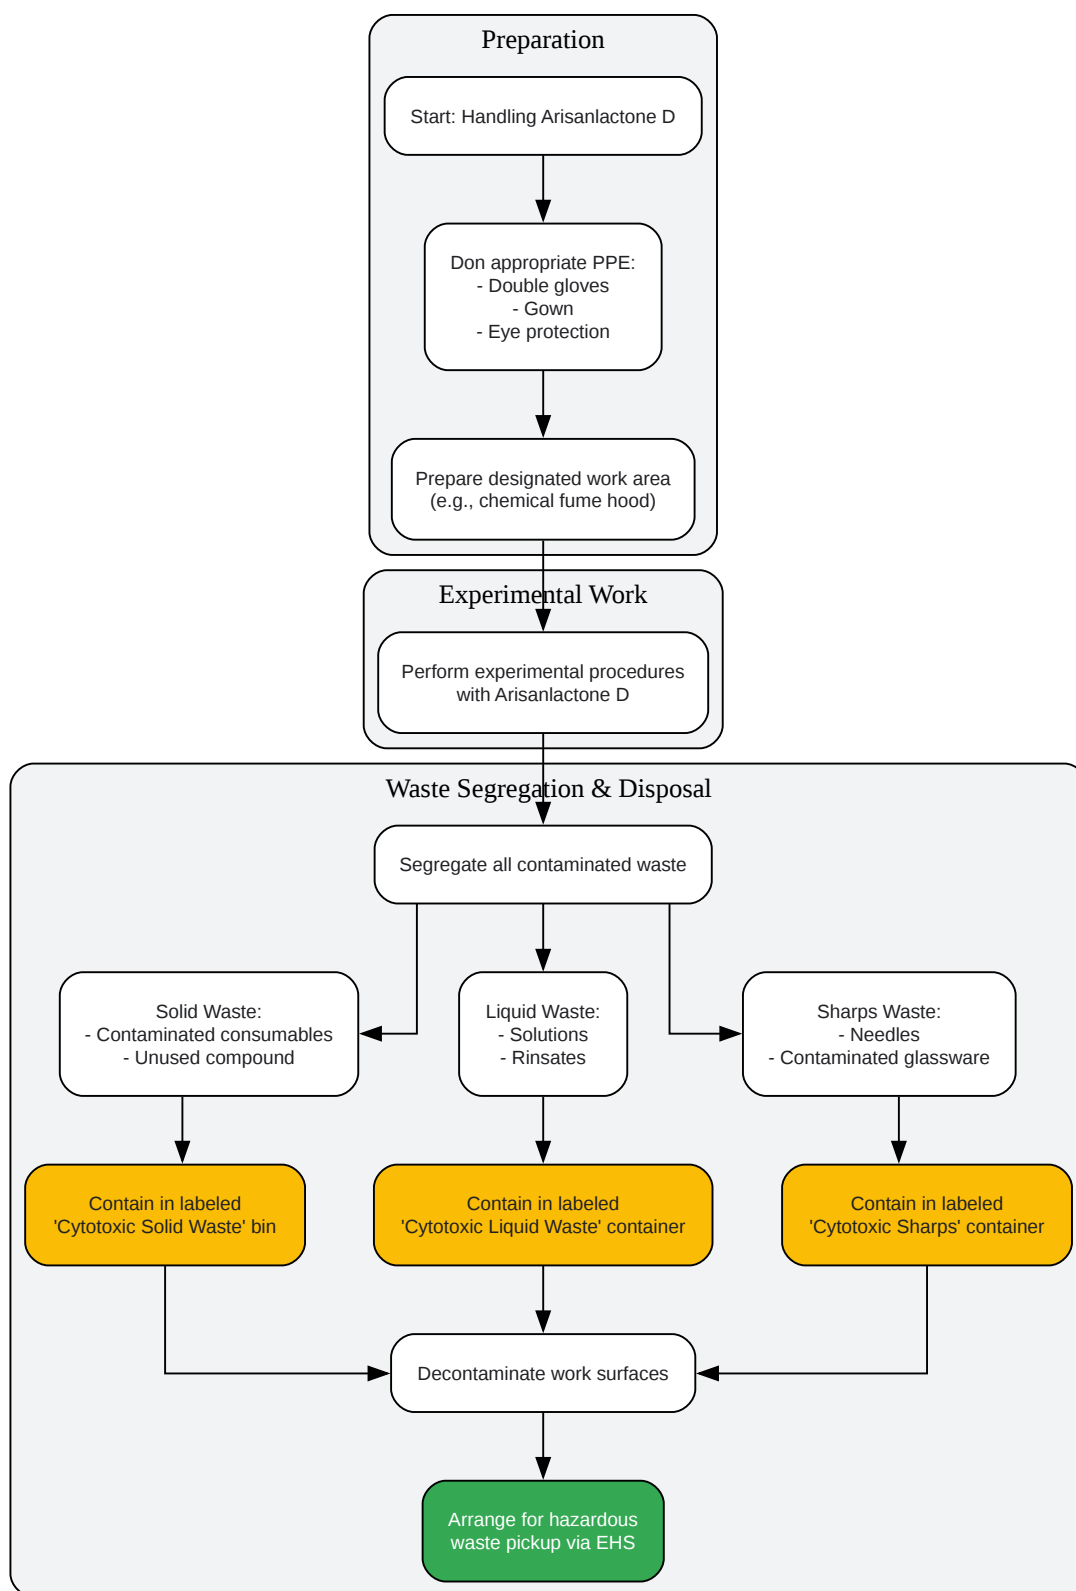 Preparation
Start: Handling Arisanlactone D
Don appropriate PPE:
- Double gloves
- Gown
- Eye protection
Prepare designated work area
(e.g., chemical fume hood)
Experimental Work
Perform experimental procedures
with Arisanlactone D
Waste Segregation & Disposal
Segregate all contaminated waste
Solid Waste:
- Contaminated consumables
- Unused compound
Liquid Waste:
- Solutions
- Rinsates
Sharps Waste:
- Needles
- Contaminated glassware
Contain in labeled
'Cytotoxic Solid Waste' bin
Contain in labeled
'Cytotoxic Liquid Waste' container
Contain in labeled
'Cytotoxic Sharps' container
Decontaminate work surfaces
Arrange for hazardous
waste pickup via EHS